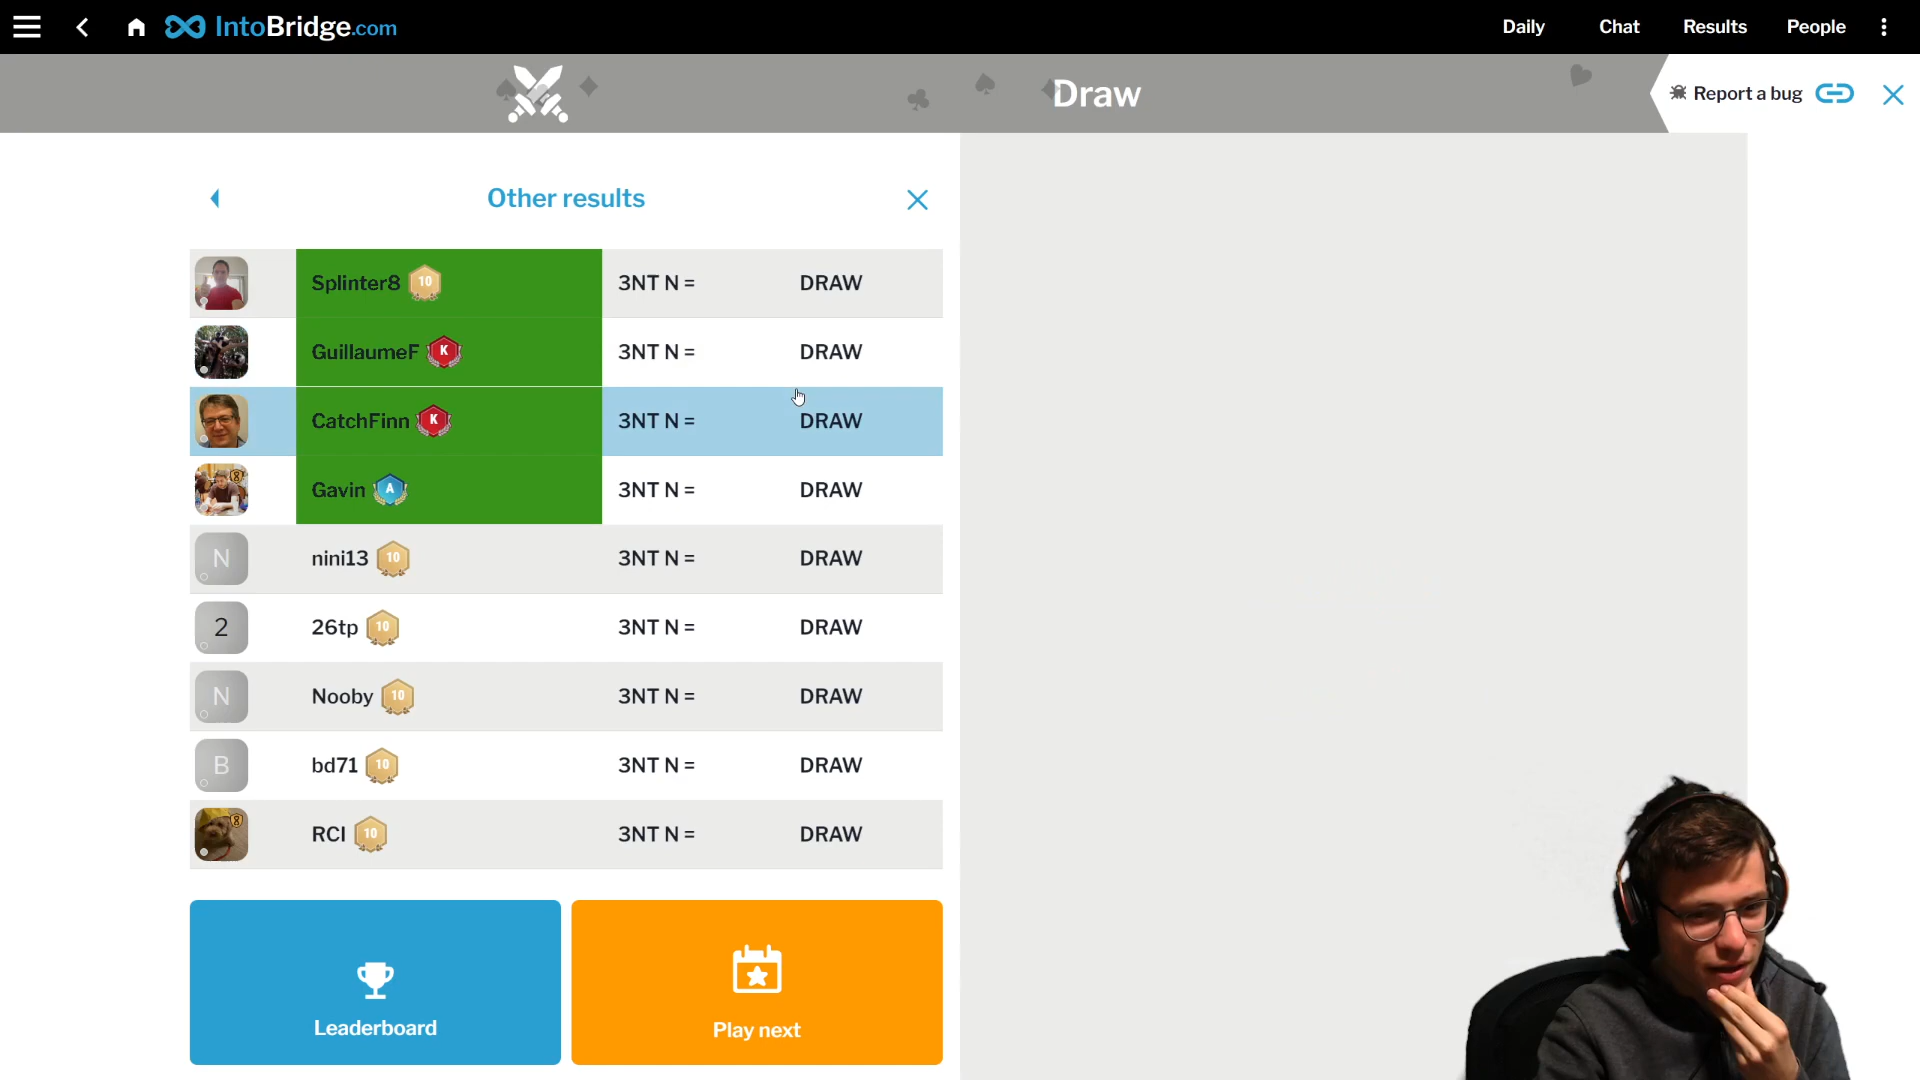 IntoBridge.com
Daily Chat Results People
Draw
Report a bug
Other results
Splinter8 10 3NT N = DRAW
GuillaumeF K 3NT N = DRAW
CatchFinn K 3NT N = DRAW
Gavin A 3NT N = DRAW
N nini13 10 3NT N = DRAW
2 26tp 10 3NT N = DRAW
N Nooby 10 3NT N = DRAW
B bd71 10 3NT N = DRAW
RCI 10 3NT N = DRAW
Leaderboard
Play next